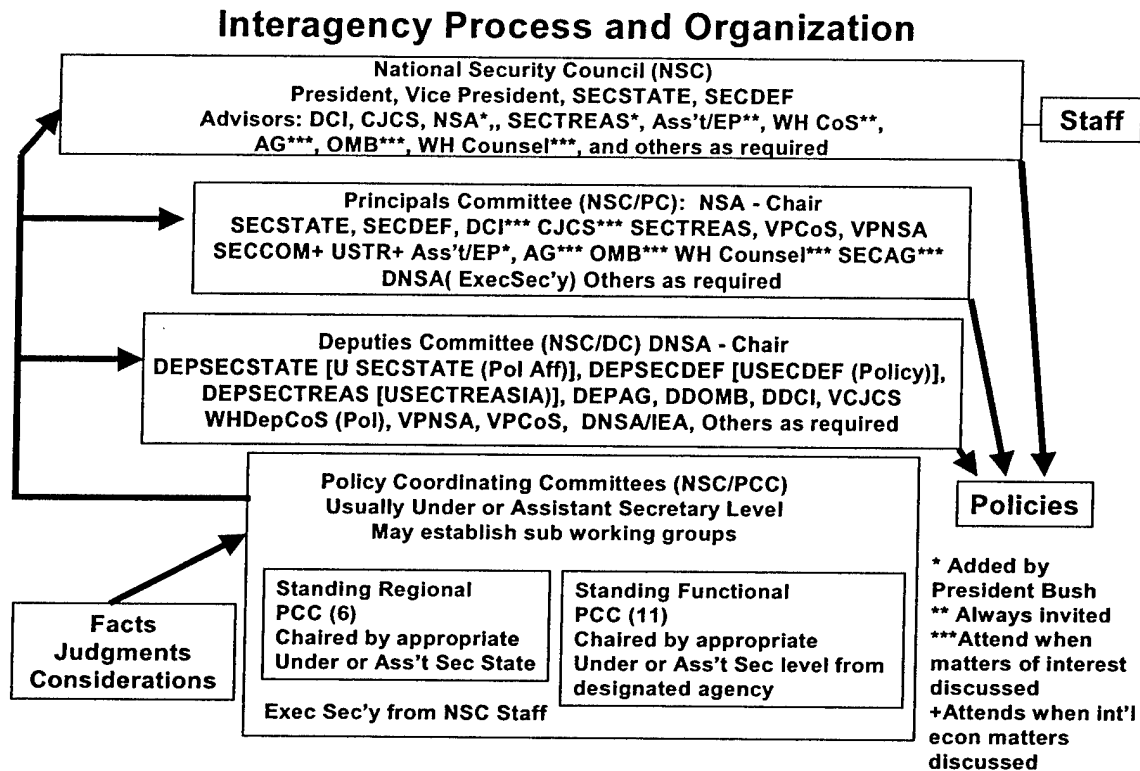 Interagency Process and Organization
National Security Council (NSC)
President, Vice President, SECSTATE, SECDEF
Advisors: DCI, CJCS, NSA*,, SECTREAS*, Ass't/EP**, WH CoS**,
AG***, OMB***, WH Counsel***, and others as required
Staff
Principals Committee (NSC/PC): NSA - Chair
SECSTATE, SECDEF, DCI*** CJCS*** SECTREAS, VPCoS, VPNSA
SECCOM+ USTR+ Ass't/EP*, AG*** OMB*** WH Counsel*** SECAG***
DNSA( ExecSec'y) Others as required
Deputies Committee (NSC/DC) DNSA - Chair
DEPSECSTATE [U SECSTATE (Pol Aff)], DEPSECDEF [USECDEF (Policy)],
DEPSECTREAS [USECTREASIA)], DEPAG, DDOMB, DDCI, VCJCS
WHDepCoS (Pol), VPNSA, VPCoS, DNSA/IEA, Others as required
Policy Coordinating Committees (NSC/PCC)
Usually Under or Assistant Secretary Level
May establish sub working groups
Standing Regional
PCC (6)
Chaired by appropriate
Under or Ass't Sec State
Standing Functional
PCC (11)
Chaired by appropriate
Under or Ass't Sec level from
designated agency
Exec Sec'y from NSC Staff
Facts
Judgments
Considerations
Policies
* Added by
President Bush
** Always invited
***Attend when
matters of interest
discussed
+Attends when int'l
econ matters
discussed